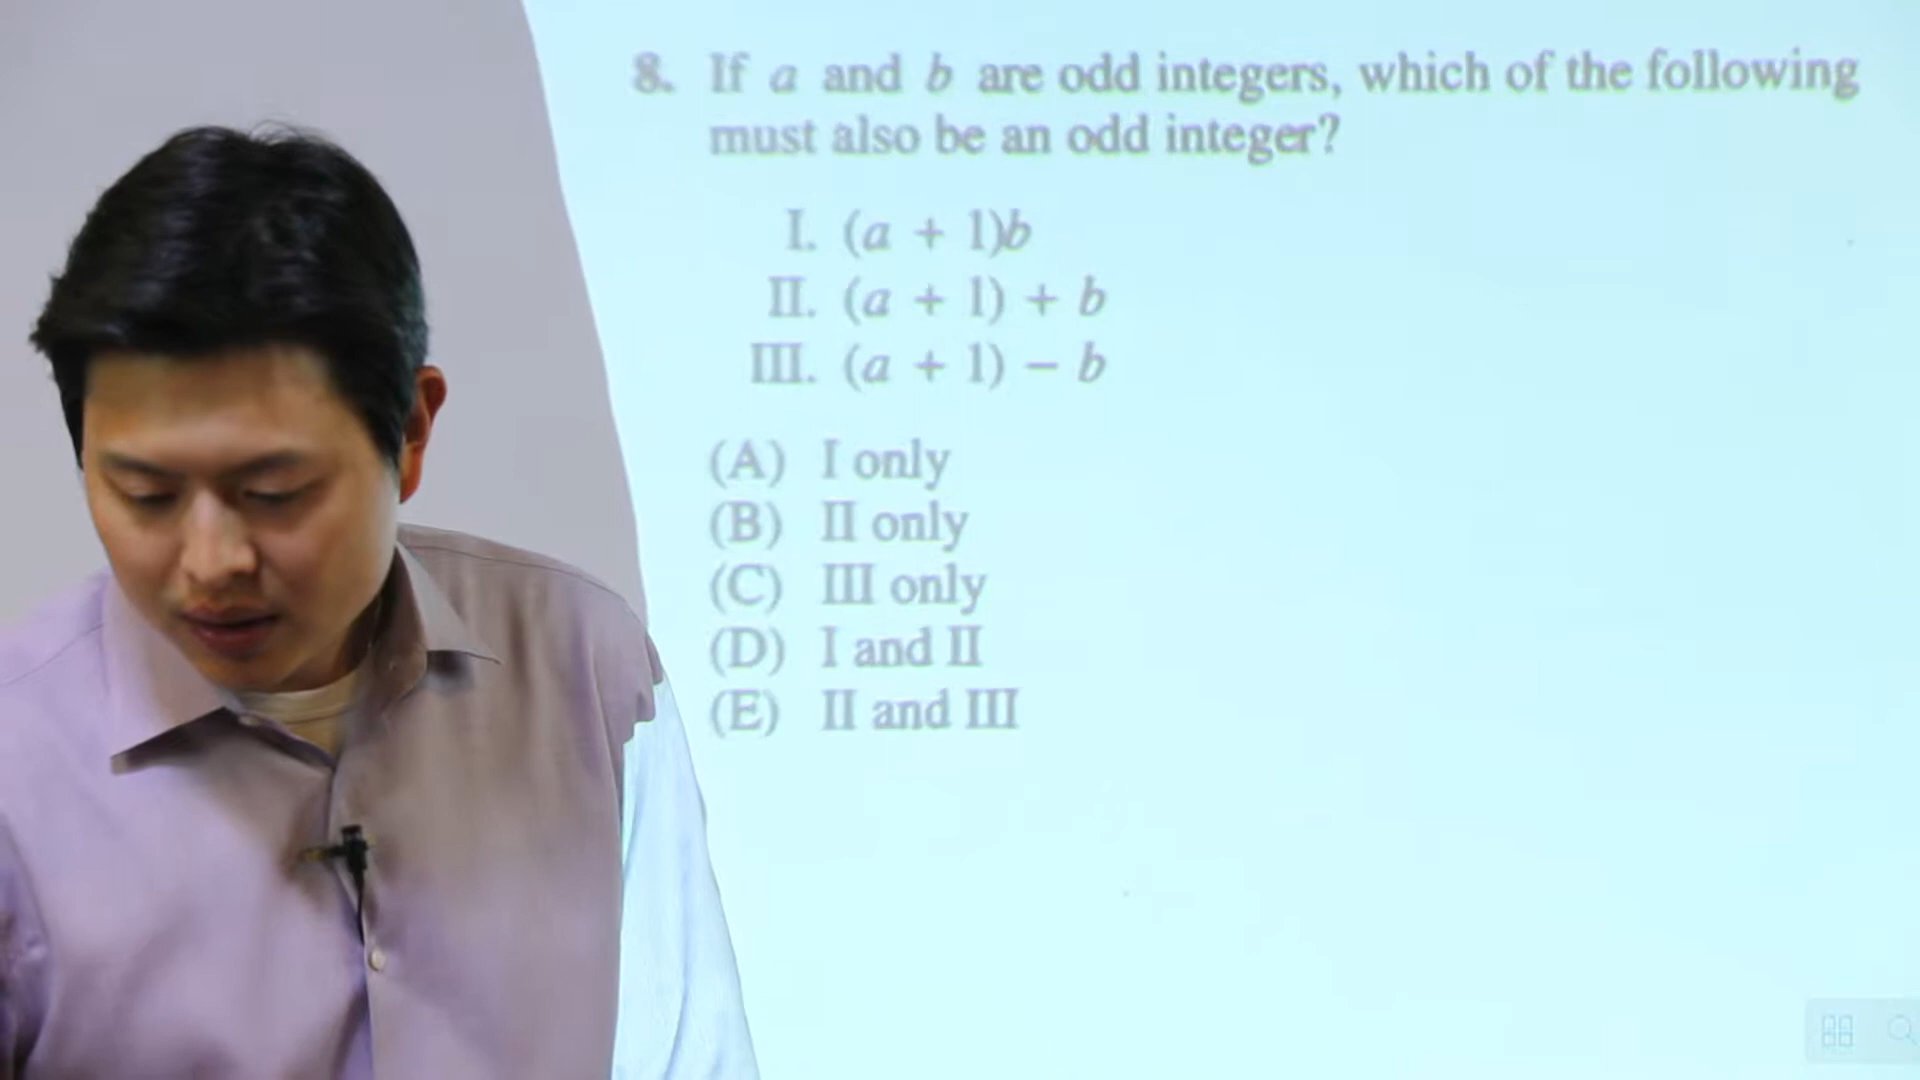 8. If a and b are odd integers, which of the following
must also be an odd integer?
I. (a + 1)b
II. (a + 1) + b
III. (a + 1) − b
(A) I only
(B) II only
(C) III only
(D) I and II
(E) II and III